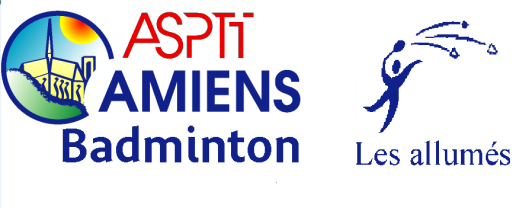 ASPTT
AMIENS
Badminton
Les allumés